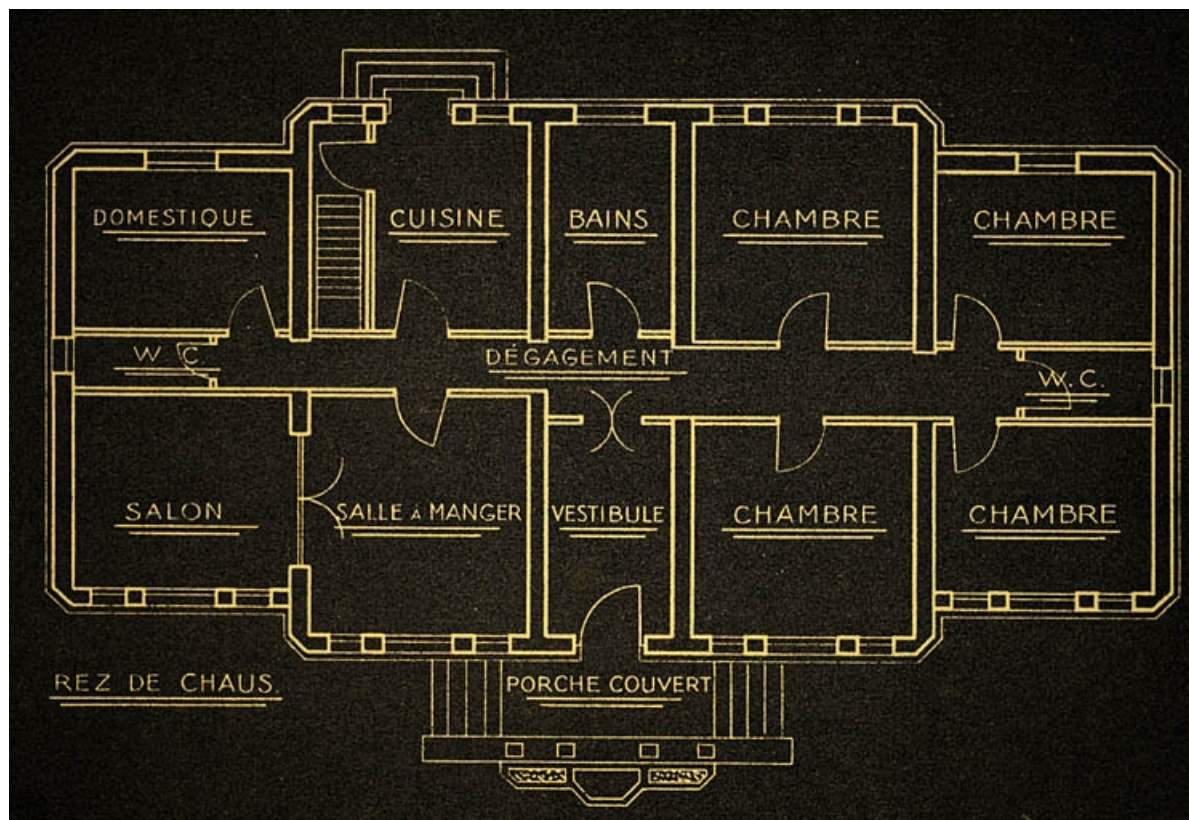 DOMESTIQUE
CUISINE
BAINS
CHAMBRE
CHAMBRE
W C.
DÉGAGEMENT
W.C.
SALON
SALLE À MANGER
VESTIBULE
CHAMBRE
CHAMBRE
REZ DE CHAUS.
PORCHE COUVERT